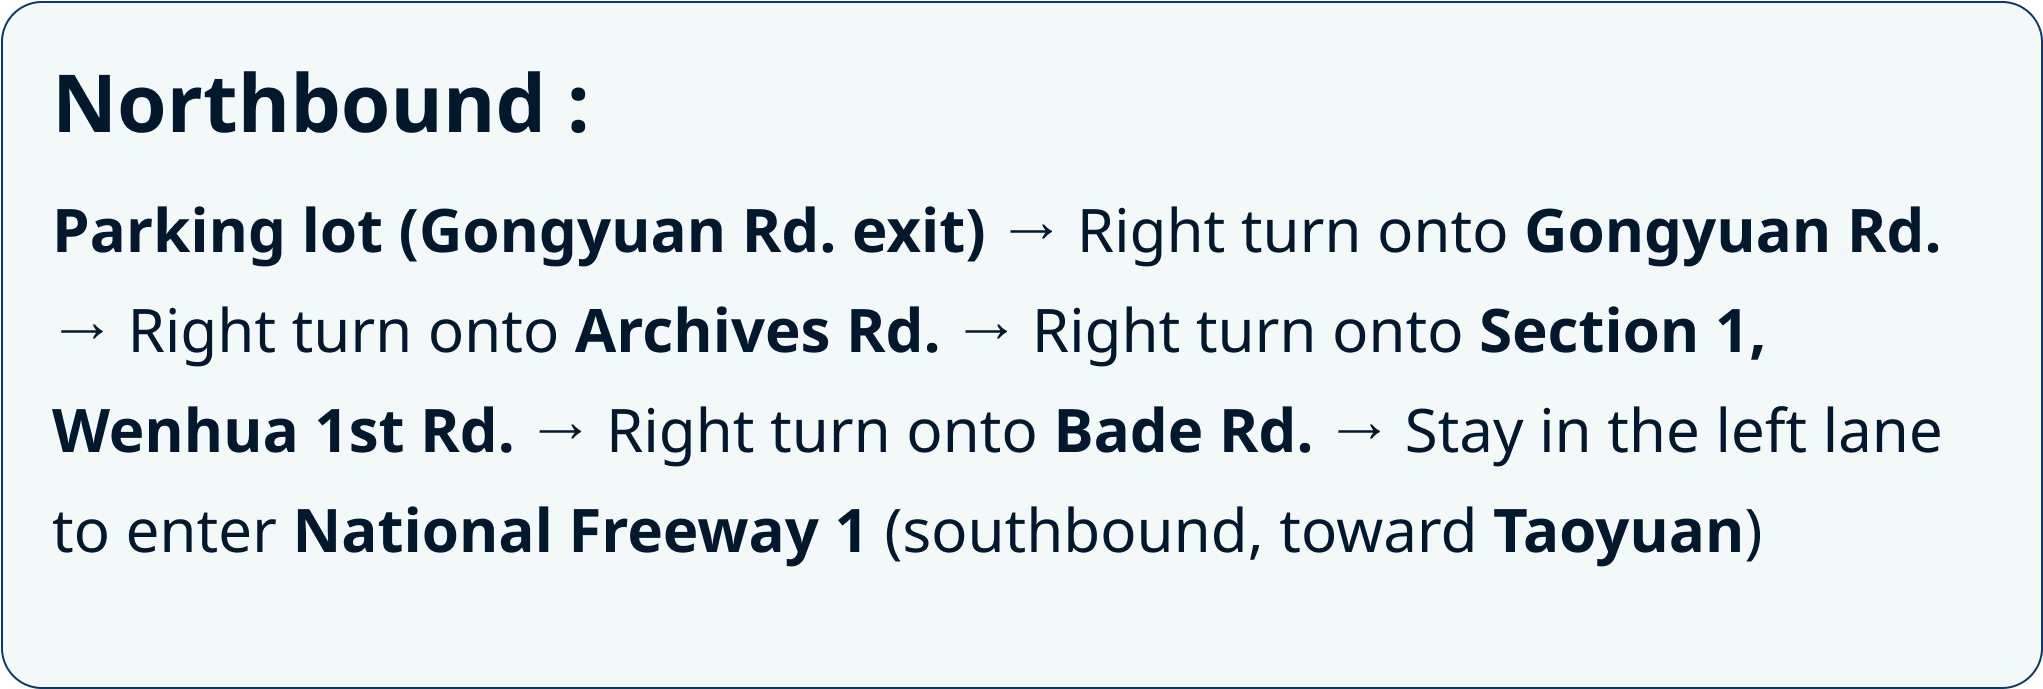 Northbound :
Parking lot (Gongyuan Rd. exit) → Right turn onto Gongyuan Rd.
→ Right turn onto Archives Rd. → Right turn onto Section 1,
Wenhua 1st Rd. → Right turn onto Bade Rd. → Stay in the left lane
to enter National Freeway 1 (southbound, toward Taoyuan)